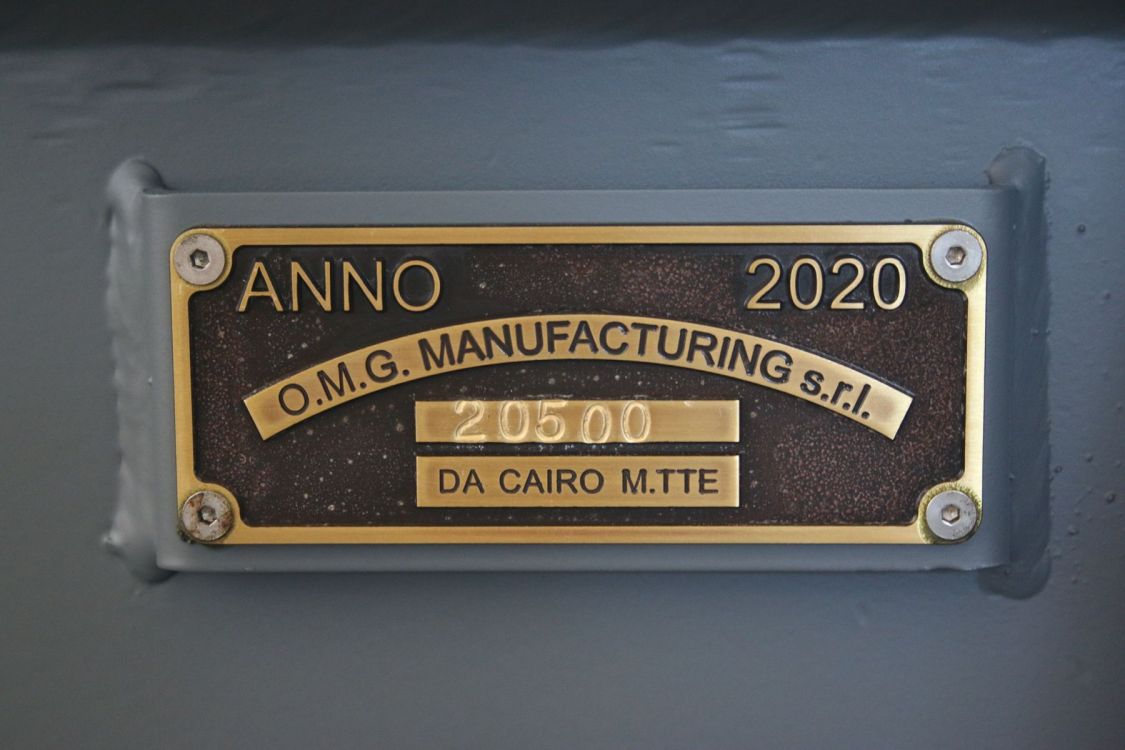 ANNO 2020
O.M.G. MANUFACTURING s.r.l.
20500
DA CAIRO M.TTE